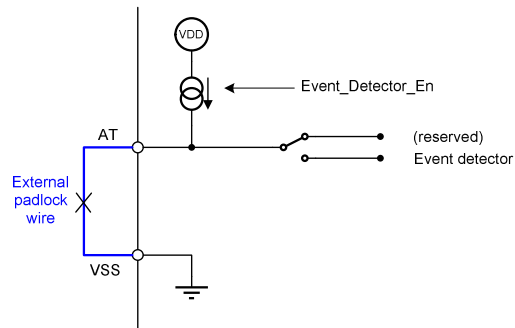 VDD
Event_Detector_En
AT
(reserved)
Event detector
External
padlock
wire
VSS